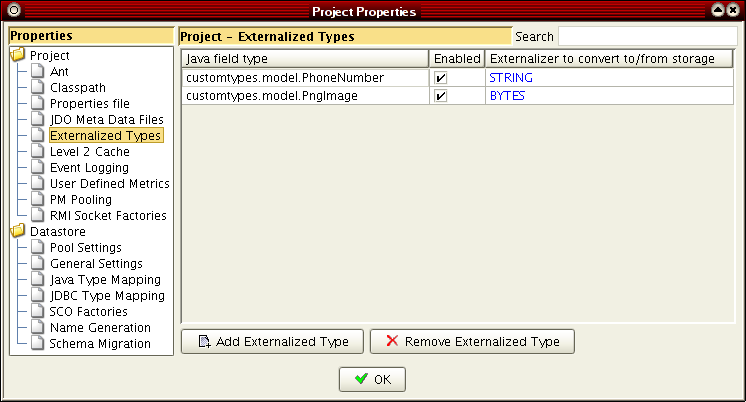 Project Properties
Properties
Project
Ant
Classpath
Properties file
JDO Meta Data Files
Externalized Types
Level 2 Cache
Event Logging
User Defined Metrics
PM Pooling
RMI Socket Factories
Datastore
Pool Settings
General Settings
Java Type Mapping
JDBC Type Mapping
SCO Factories
Name Generation
Schema Migration
Project - Externalized Types
Search
Java field type Enabled Externalizer to convert to/from storage
customtypes.model.PhoneNumber STRING
customtypes.model.PngImage BYTES
Add Externalized Type Remove Externalized Type
OK